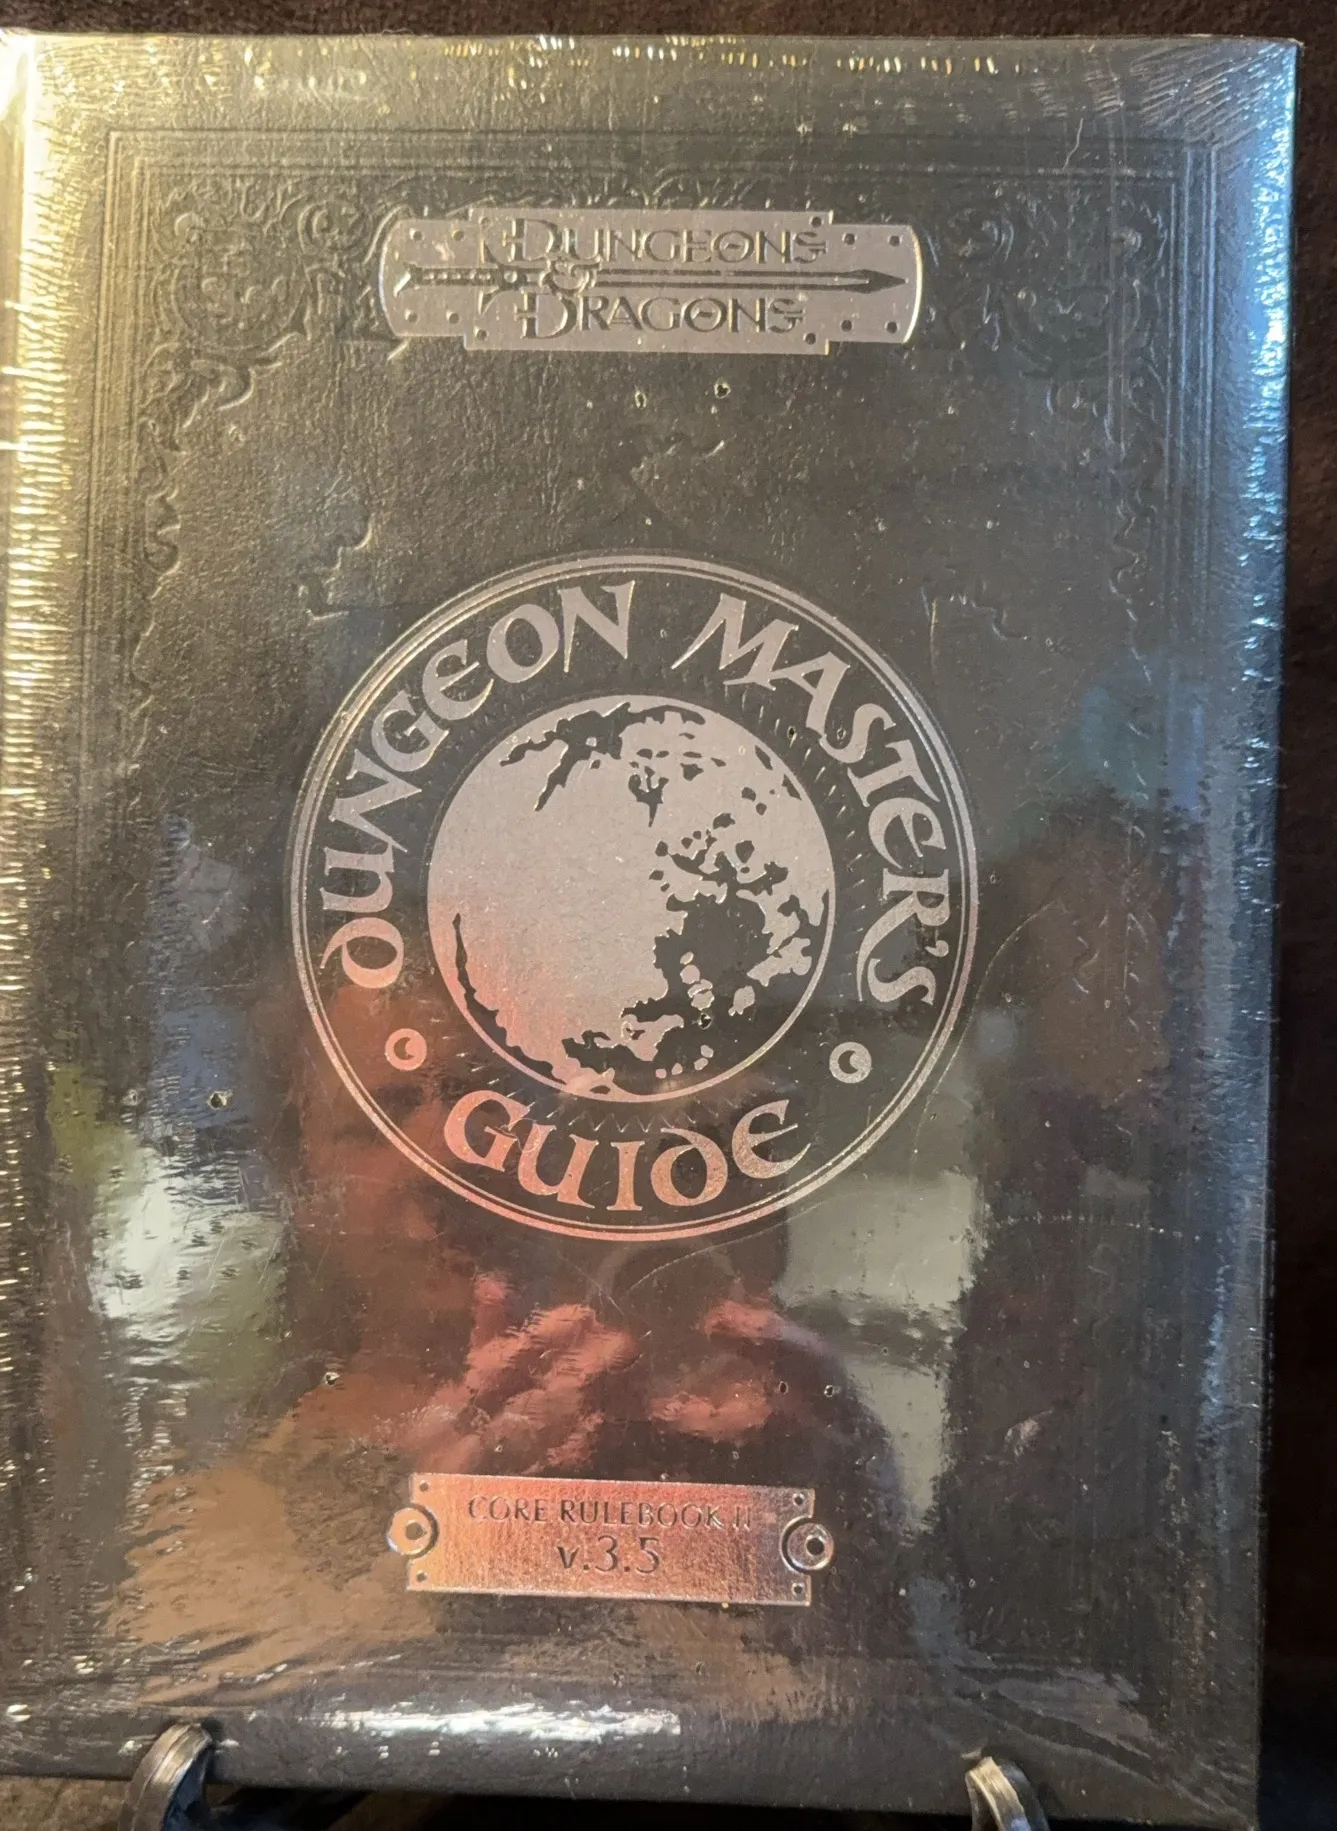 DUNGEONS
&
DRAGONS
DUNGEON MASTER'S
GUIDE
CORE RULEBOOK II
v.3.5